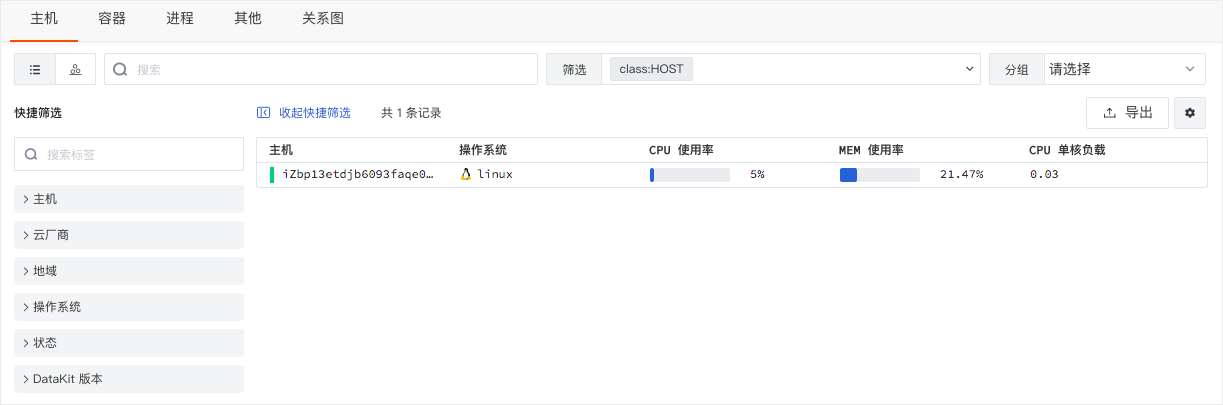 主机 容器 进程 其他 关系图
搜索 筛选 class:HOST 分组 请选择
快捷筛选 收起快捷筛选 共 1 条记录 导出
搜索标签
主机 操作系统 CPU 使用率 MEM 使用率 CPU 单核负载
iZbp13etdjb6093faqe0… linux 5% 21.47% 0.03
主机
云厂商
地域
操作系统
状态
DataKit 版本